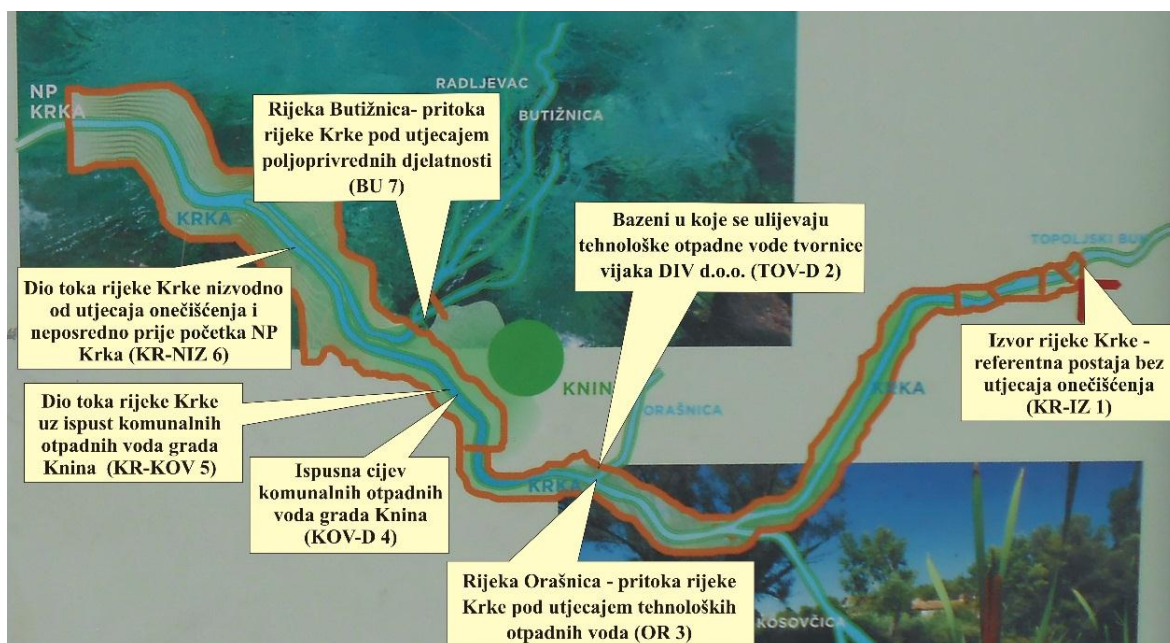 NP
KRKA
RADLJEVAC
BUTIŽNICA
Rijeka Butižnica- pritoka
rijeke Krke pod utjecajem
poljoprivrednih djelatnosti
(BU 7)
KRKA
Bazeni u koje se ulijevaju
tehnološke otpadne vode tvornice
vijaka DIV d.o.o. (TOV-D 2)
TOPOLJSKI BUK
Dio toka rijeke Krke nizvodno
od utjecaja onečišćenja i
neposredno prije početka NP
Krka (KR-NIZ 6)
Izvor rijeke Krke -
referentna postaja bez
utjecaja onečišćenja
(KR-IZ 1)
KNIN
KRKA
ORAŠNICA
Dio toka rijeke Krke
uz ispust komunalnih
otpadnih voda grada
Knina (KR-KOV 5)
Ispusna cijev
komunalnih otpadnih
voda grada Knina
(KOV-D 4)
KRKA
Rijeka Orašnica - pritoka rijeke
Krke pod utjecajem tehnoloških
otpadnih voda (OR 3)
KOSOVČICA